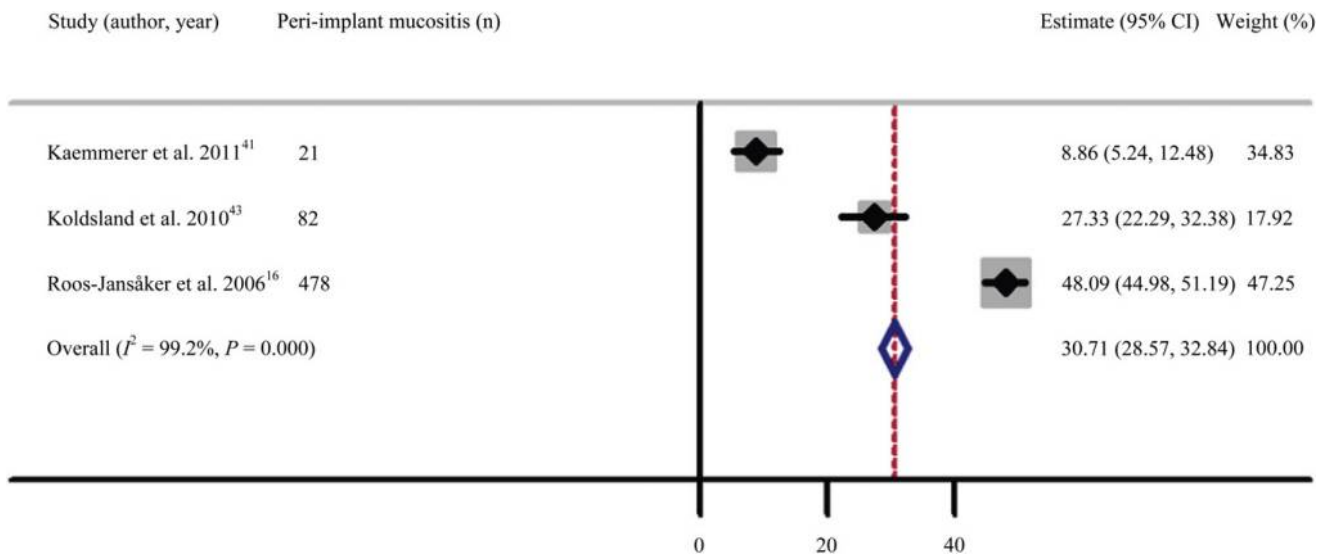 Study (author, year) Peri-implant mucositis (n) Estimate (95% CI) Weight (%)
Kaemmerer et al. 2011⁴¹ 21 8.86 (5.24, 12.48) 34.83
Koldsland et al. 2010⁴³ 82 27.33 (22.29, 32.38) 17.92
Roos-Jansåker et al. 2006¹⁶ 478 48.09 (44.98, 51.19) 47.25
Overall (I² = 99.2%, P = 0.000) 30.71 (28.57, 32.84) 100.00
0 20 40